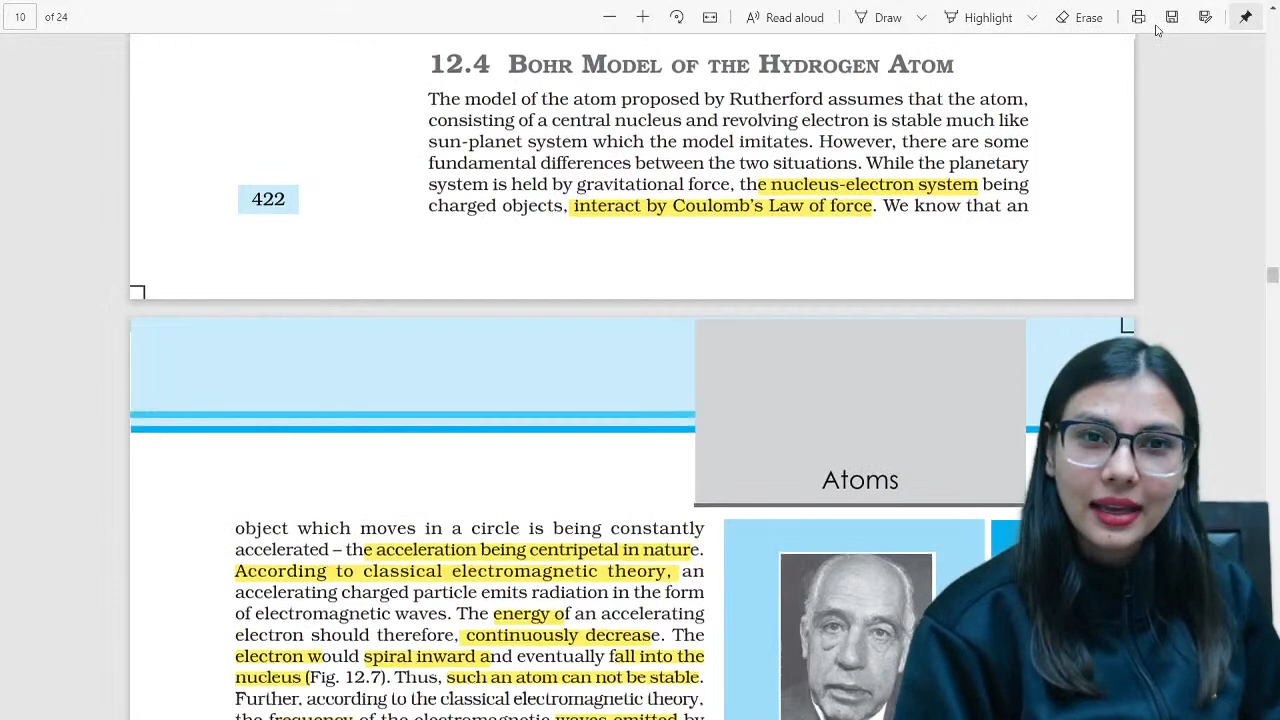 10 of 24
Read aloud
Draw
Highlight
Erase
12.4 BOHR MODEL OF THE HYDROGEN ATOM
The model of the atom proposed by Rutherford assumes that the atom,
consisting of a central nucleus and revolving electron is stable much like
sun-planet system which the model imitates. However, there are some
fundamental differences between the two situations. While the planetary
system is held by gravitational force, the nucleus-electron system being
charged objects, interact by Coulomb's Law of force. We know that an
422
Atoms
object which moves in a circle is being constantly
accelerated – the acceleration being centripetal in nature.
According to classical electromagnetic theory, an
accelerating charged particle emits radiation in the form
of electromagnetic waves. The energy of an accelerating
electron should therefore, continuously decrease. The
electron would spiral inward and eventually fall into the
nucleus (Fig. 12.7). Thus, such an atom can not be stable.
Further, according to the classical electromagnetic theory,
the frequency of the electromagnetic waves emitted by